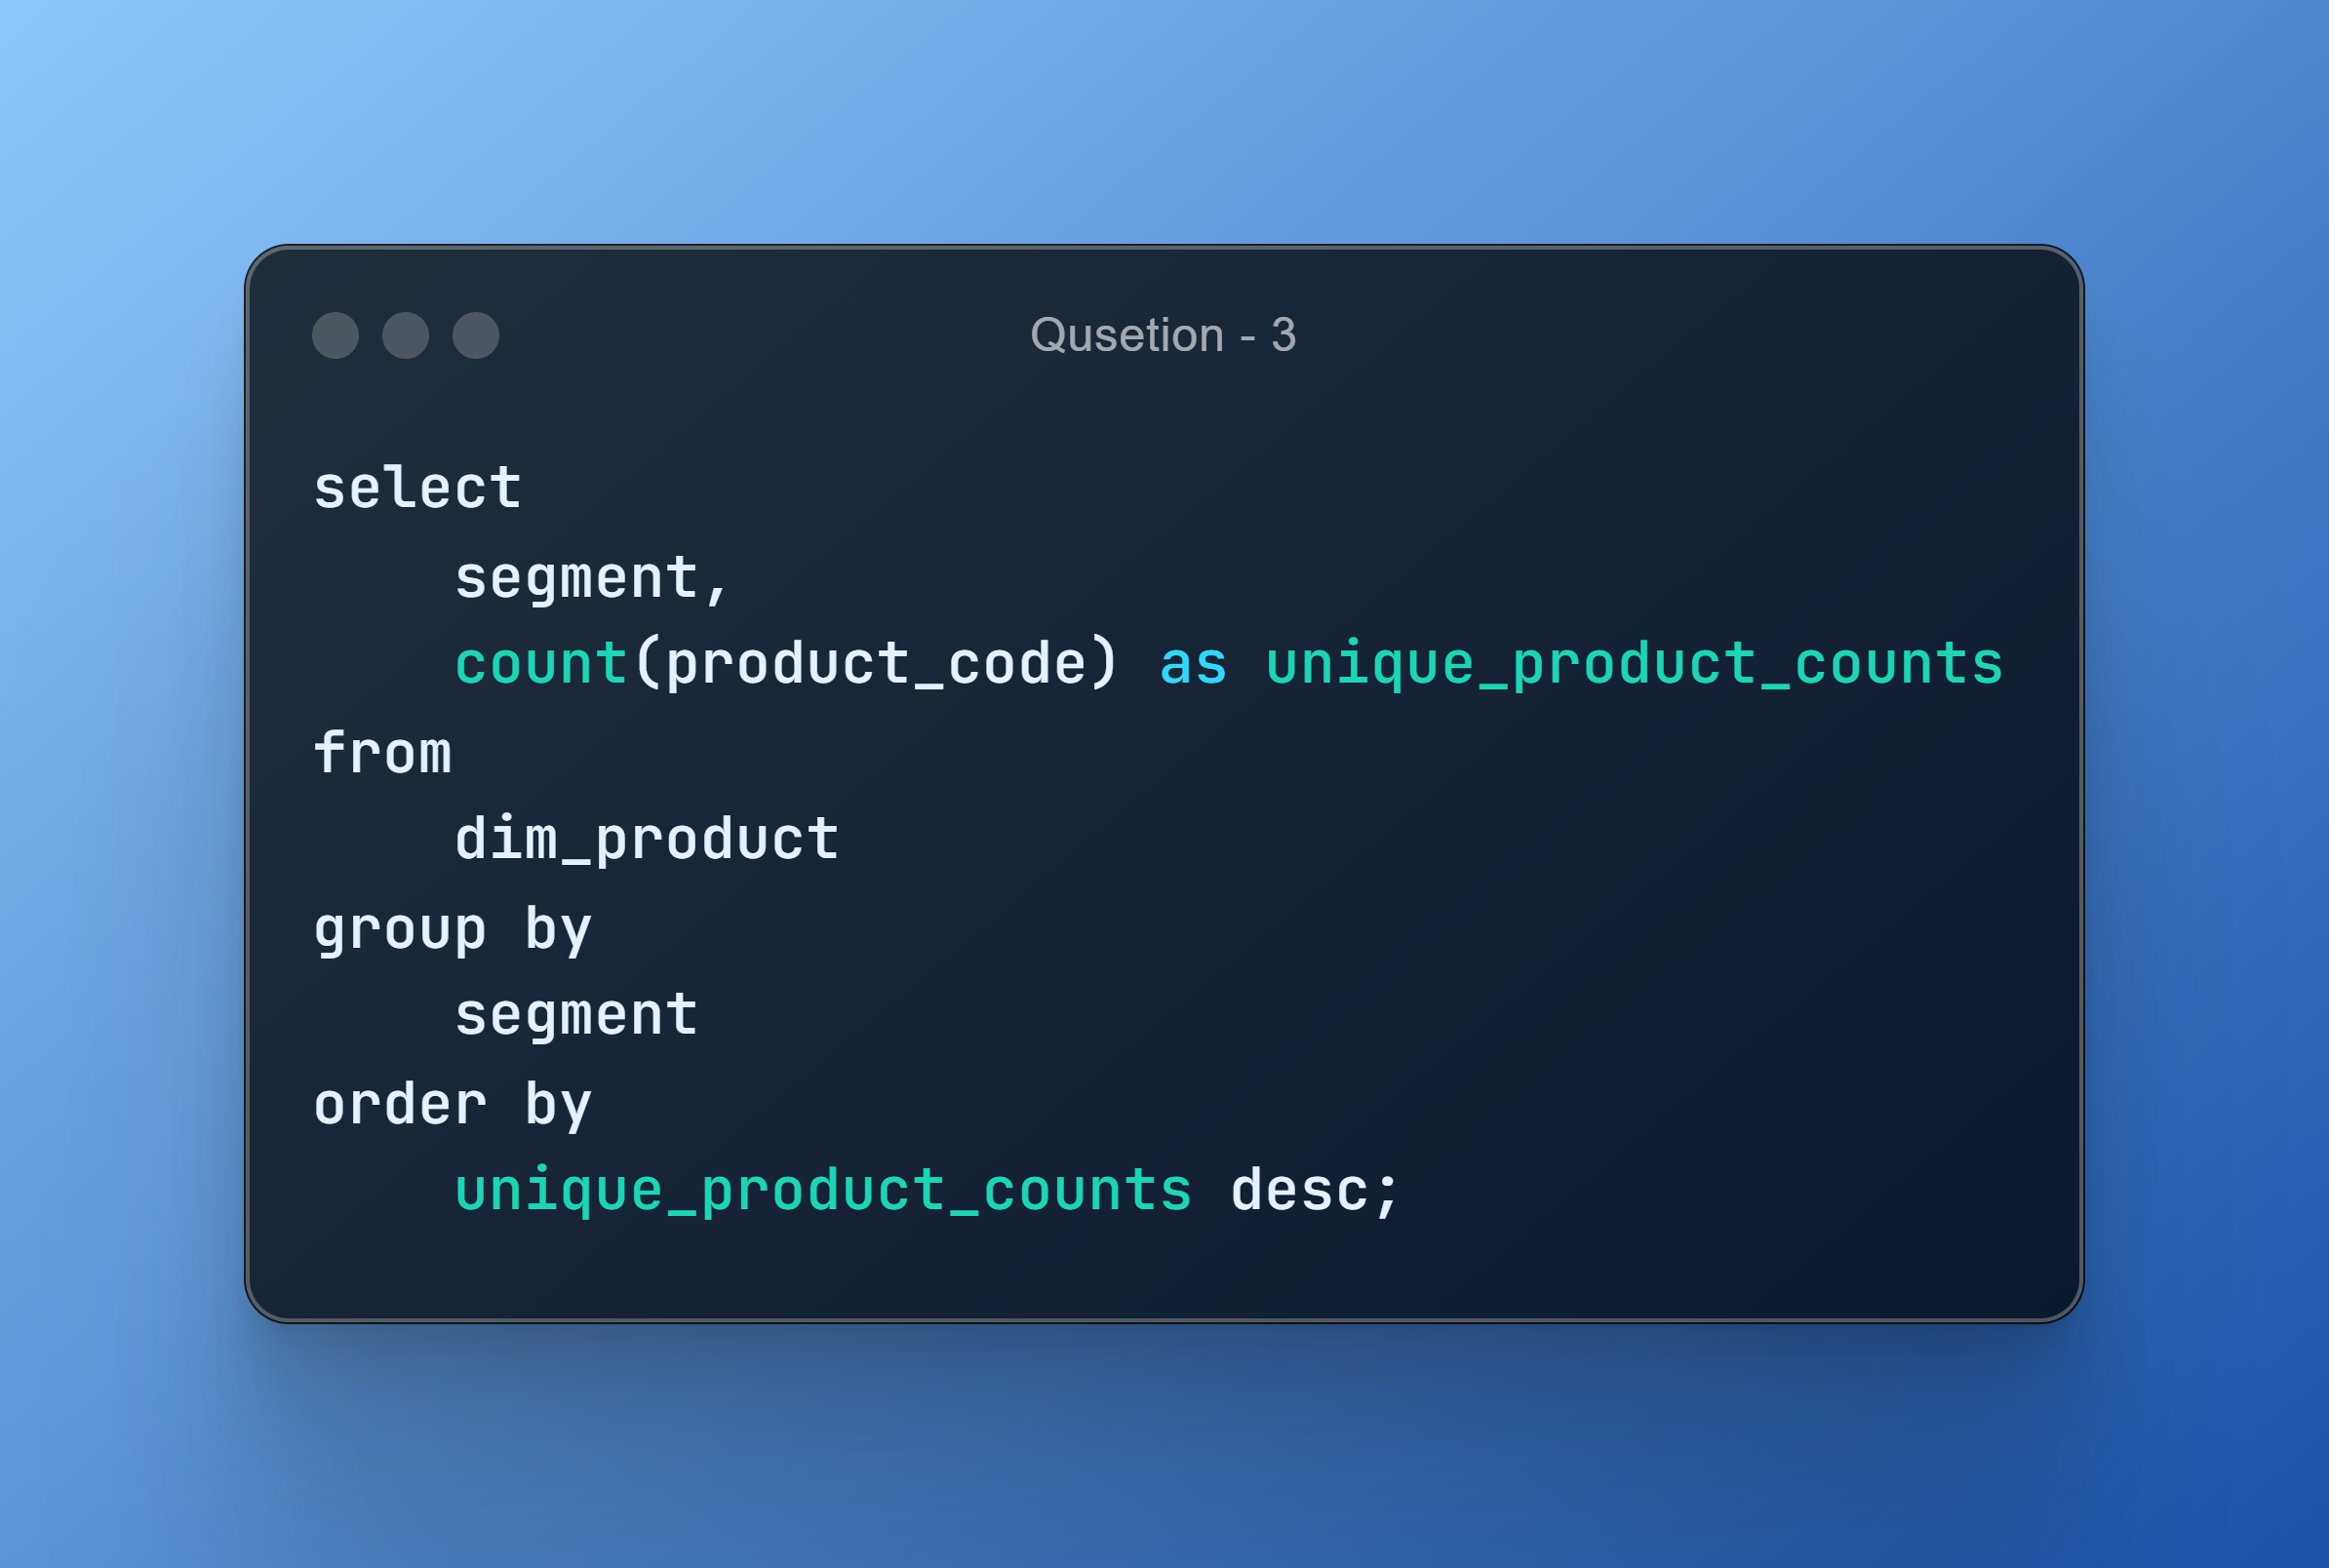 Qusetion - 3
select
    segment,
    count(product_code) as unique_product_counts
from
    dim_product
group by
    segment
order by
    unique_product_counts desc;